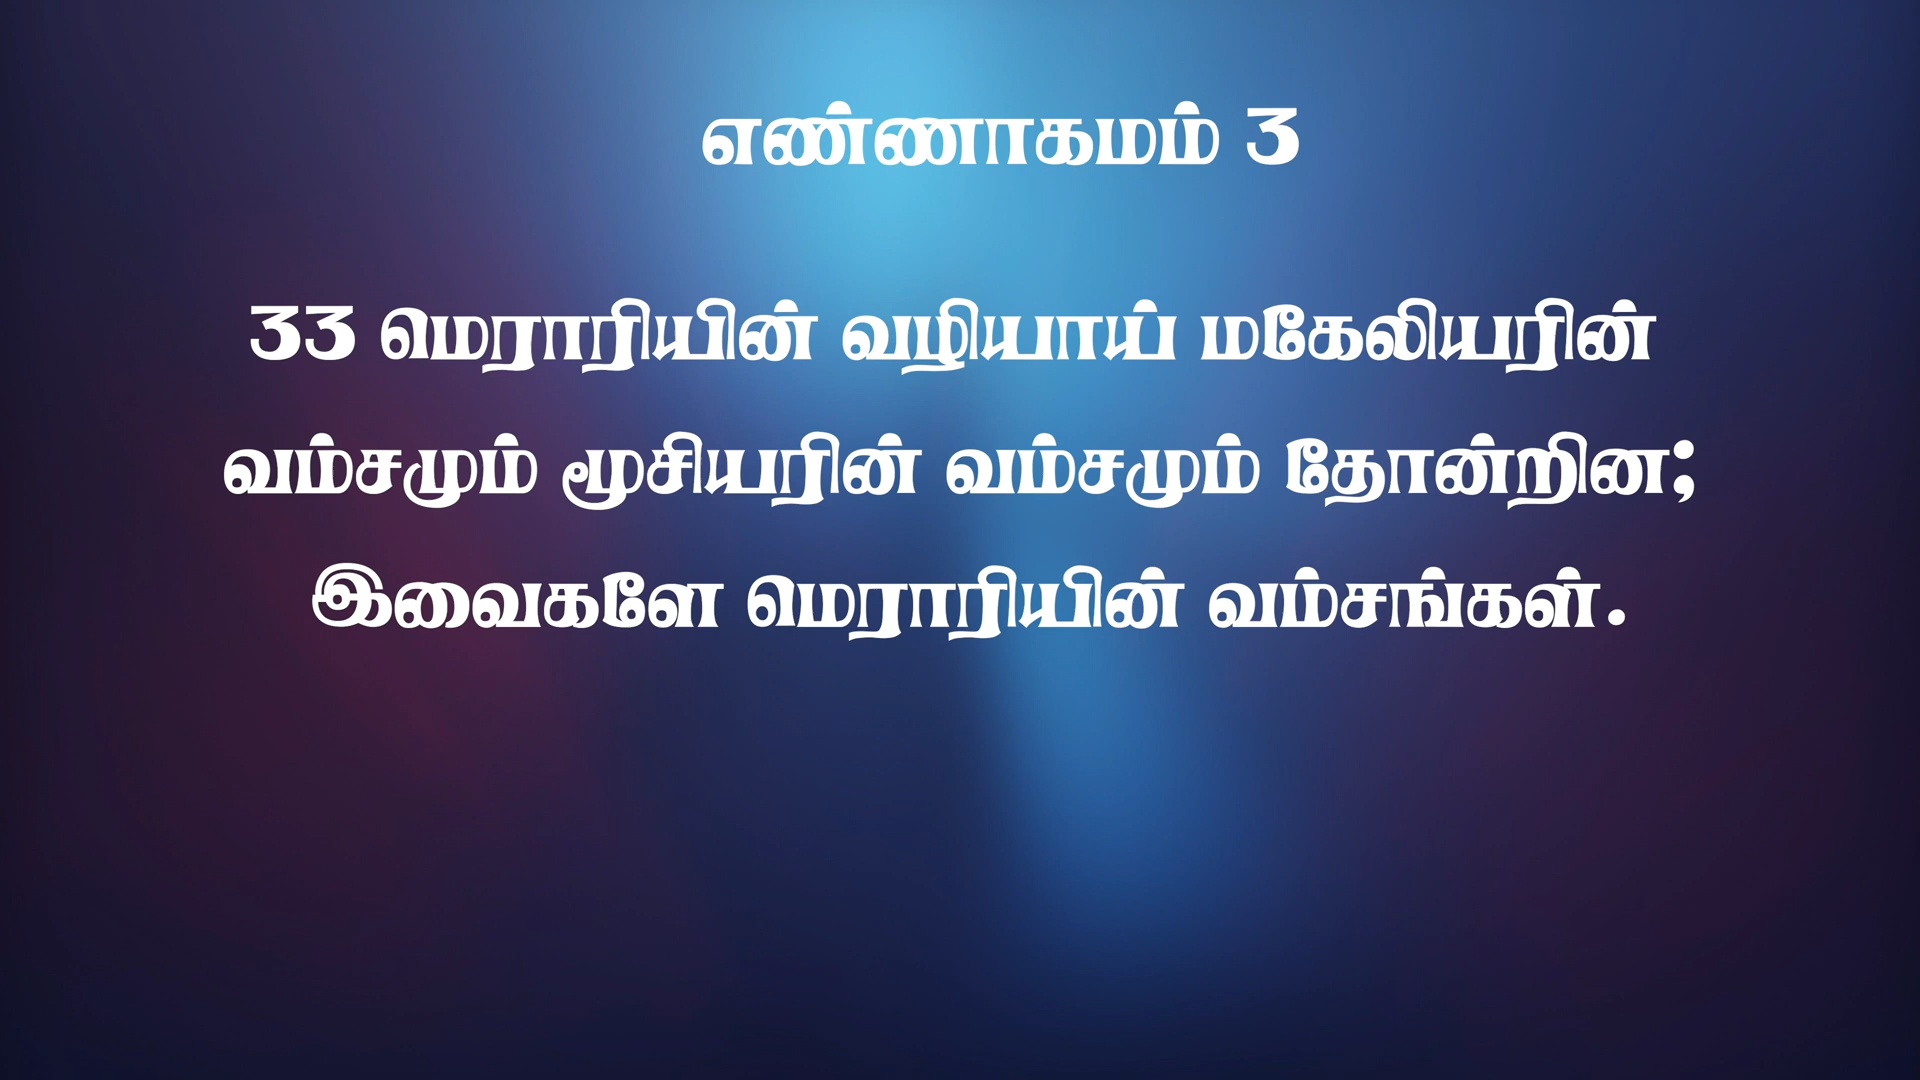 எண்ணாகமம் 3
33 மெராரியின் வழியாய் மகேலியரின்
வம்சமும் மூசியரின் வம்சமும் தோன்றின;
இவைகளே மெராரியின் வம்சங்கள்.